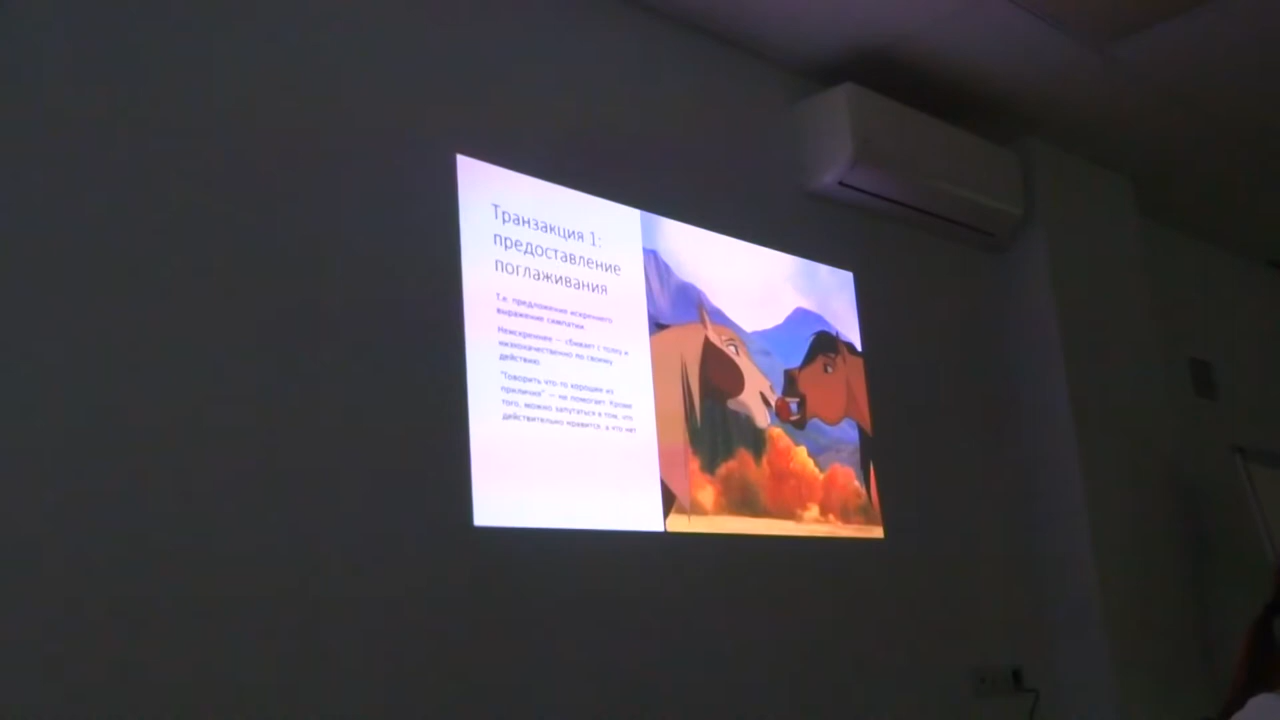 Транзакция 1:
предоставление
поглаживания
Т.е. предложение искреннего
выражение симпатии
Неискреннее — сбивает с толку и
низкокачественно по своему
действию.
"Говорить что-то хорошее из
приличия" — не помогает. Кроме
того, можно запутаться в том, что
действительно нравится, а что нет